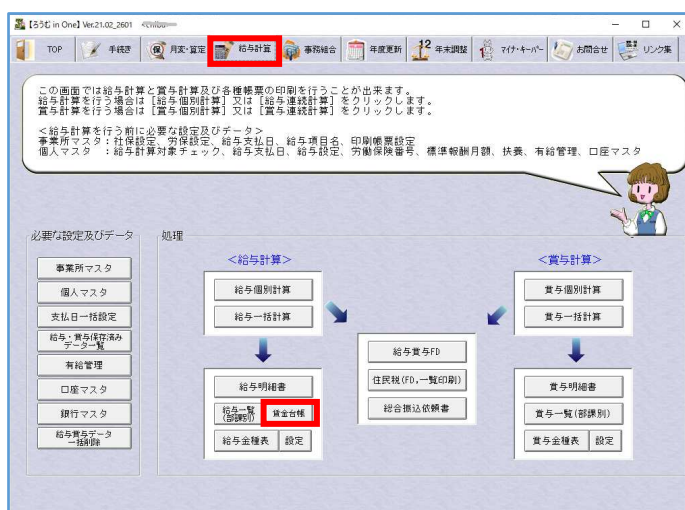 【ろうむ in One】 Ver.21.02_2601
TOP
手続き
月変・算定
給与計算
事務組合
年度更新
12 年末調整
マイナ・キーパー
お問合せ
リンク集
この画面では給与計算と賞与計算及び各種帳票の印刷を行うことが出来ます。
給与計算を行う場合は［給与個別計算］又は［給与連続計算］をクリックします。
賞与計算を行う場合は［賞与個別計算］又は［賞与連続計算］をクリックします。
＜給与計算を行う前に必要な設定及びデータ＞
事業所マスタ：社保設定、労保設定、給与支払日、給与項目名、印刷帳票設定
個人マスタ　：給与計算対象チェック、給与支払日、給与設定、労働保険番号、標準報酬月額、扶養、有給管理、口座マスタ
必要な設定及びデータ
事業所マスタ
個人マスタ
支払日一括設定
給与・賞与保存済み
データ一覧
有給管理
口座マスタ
銀行マスタ
給与賞与データ
一括削除
処理
＜給与計算＞
給与個別計算
給与一括計算
給与明細書
給与一覧
(部課別)
賃金台帳
給与金種表
設定
給与賞与FD
住民税(FD,一覧印刷)
総合振込依頼書
＜賞与計算＞
賞与個別計算
賞与一括計算
賞与明細書
賞与一覧(部課別)
賞与金種表
設定